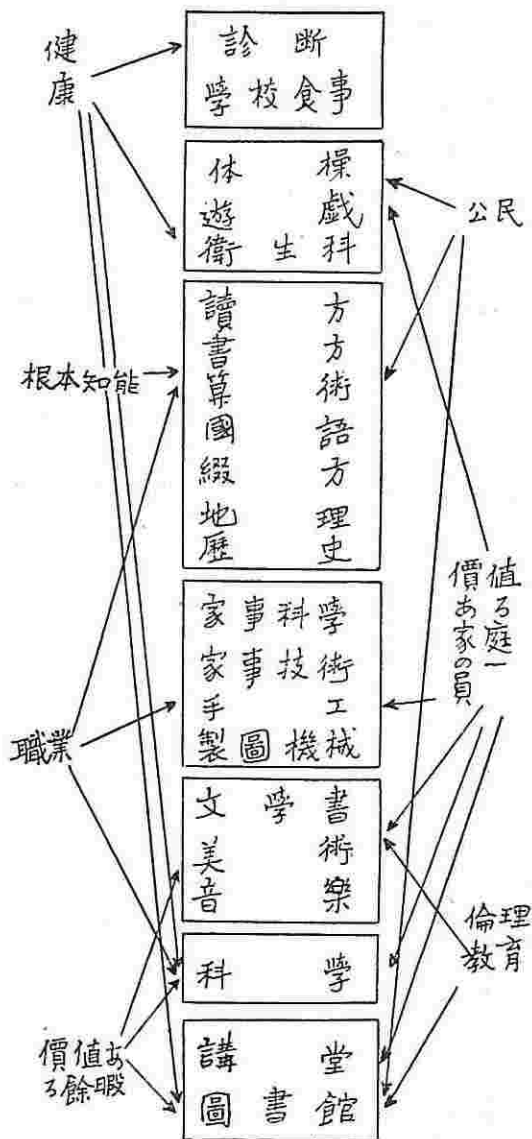 健康
診断
學校食事
体操
遊戯
衛生科
公民
讀方
書方
根本知能
算術
國語
綴方
地理
歴史
價値ある家庭の一員
家事科學
家事技術
手工
製圖機械
職業
文學書
美術
音樂
倫理
教育
科學
價値あ
る餘暇
講堂
圖書館